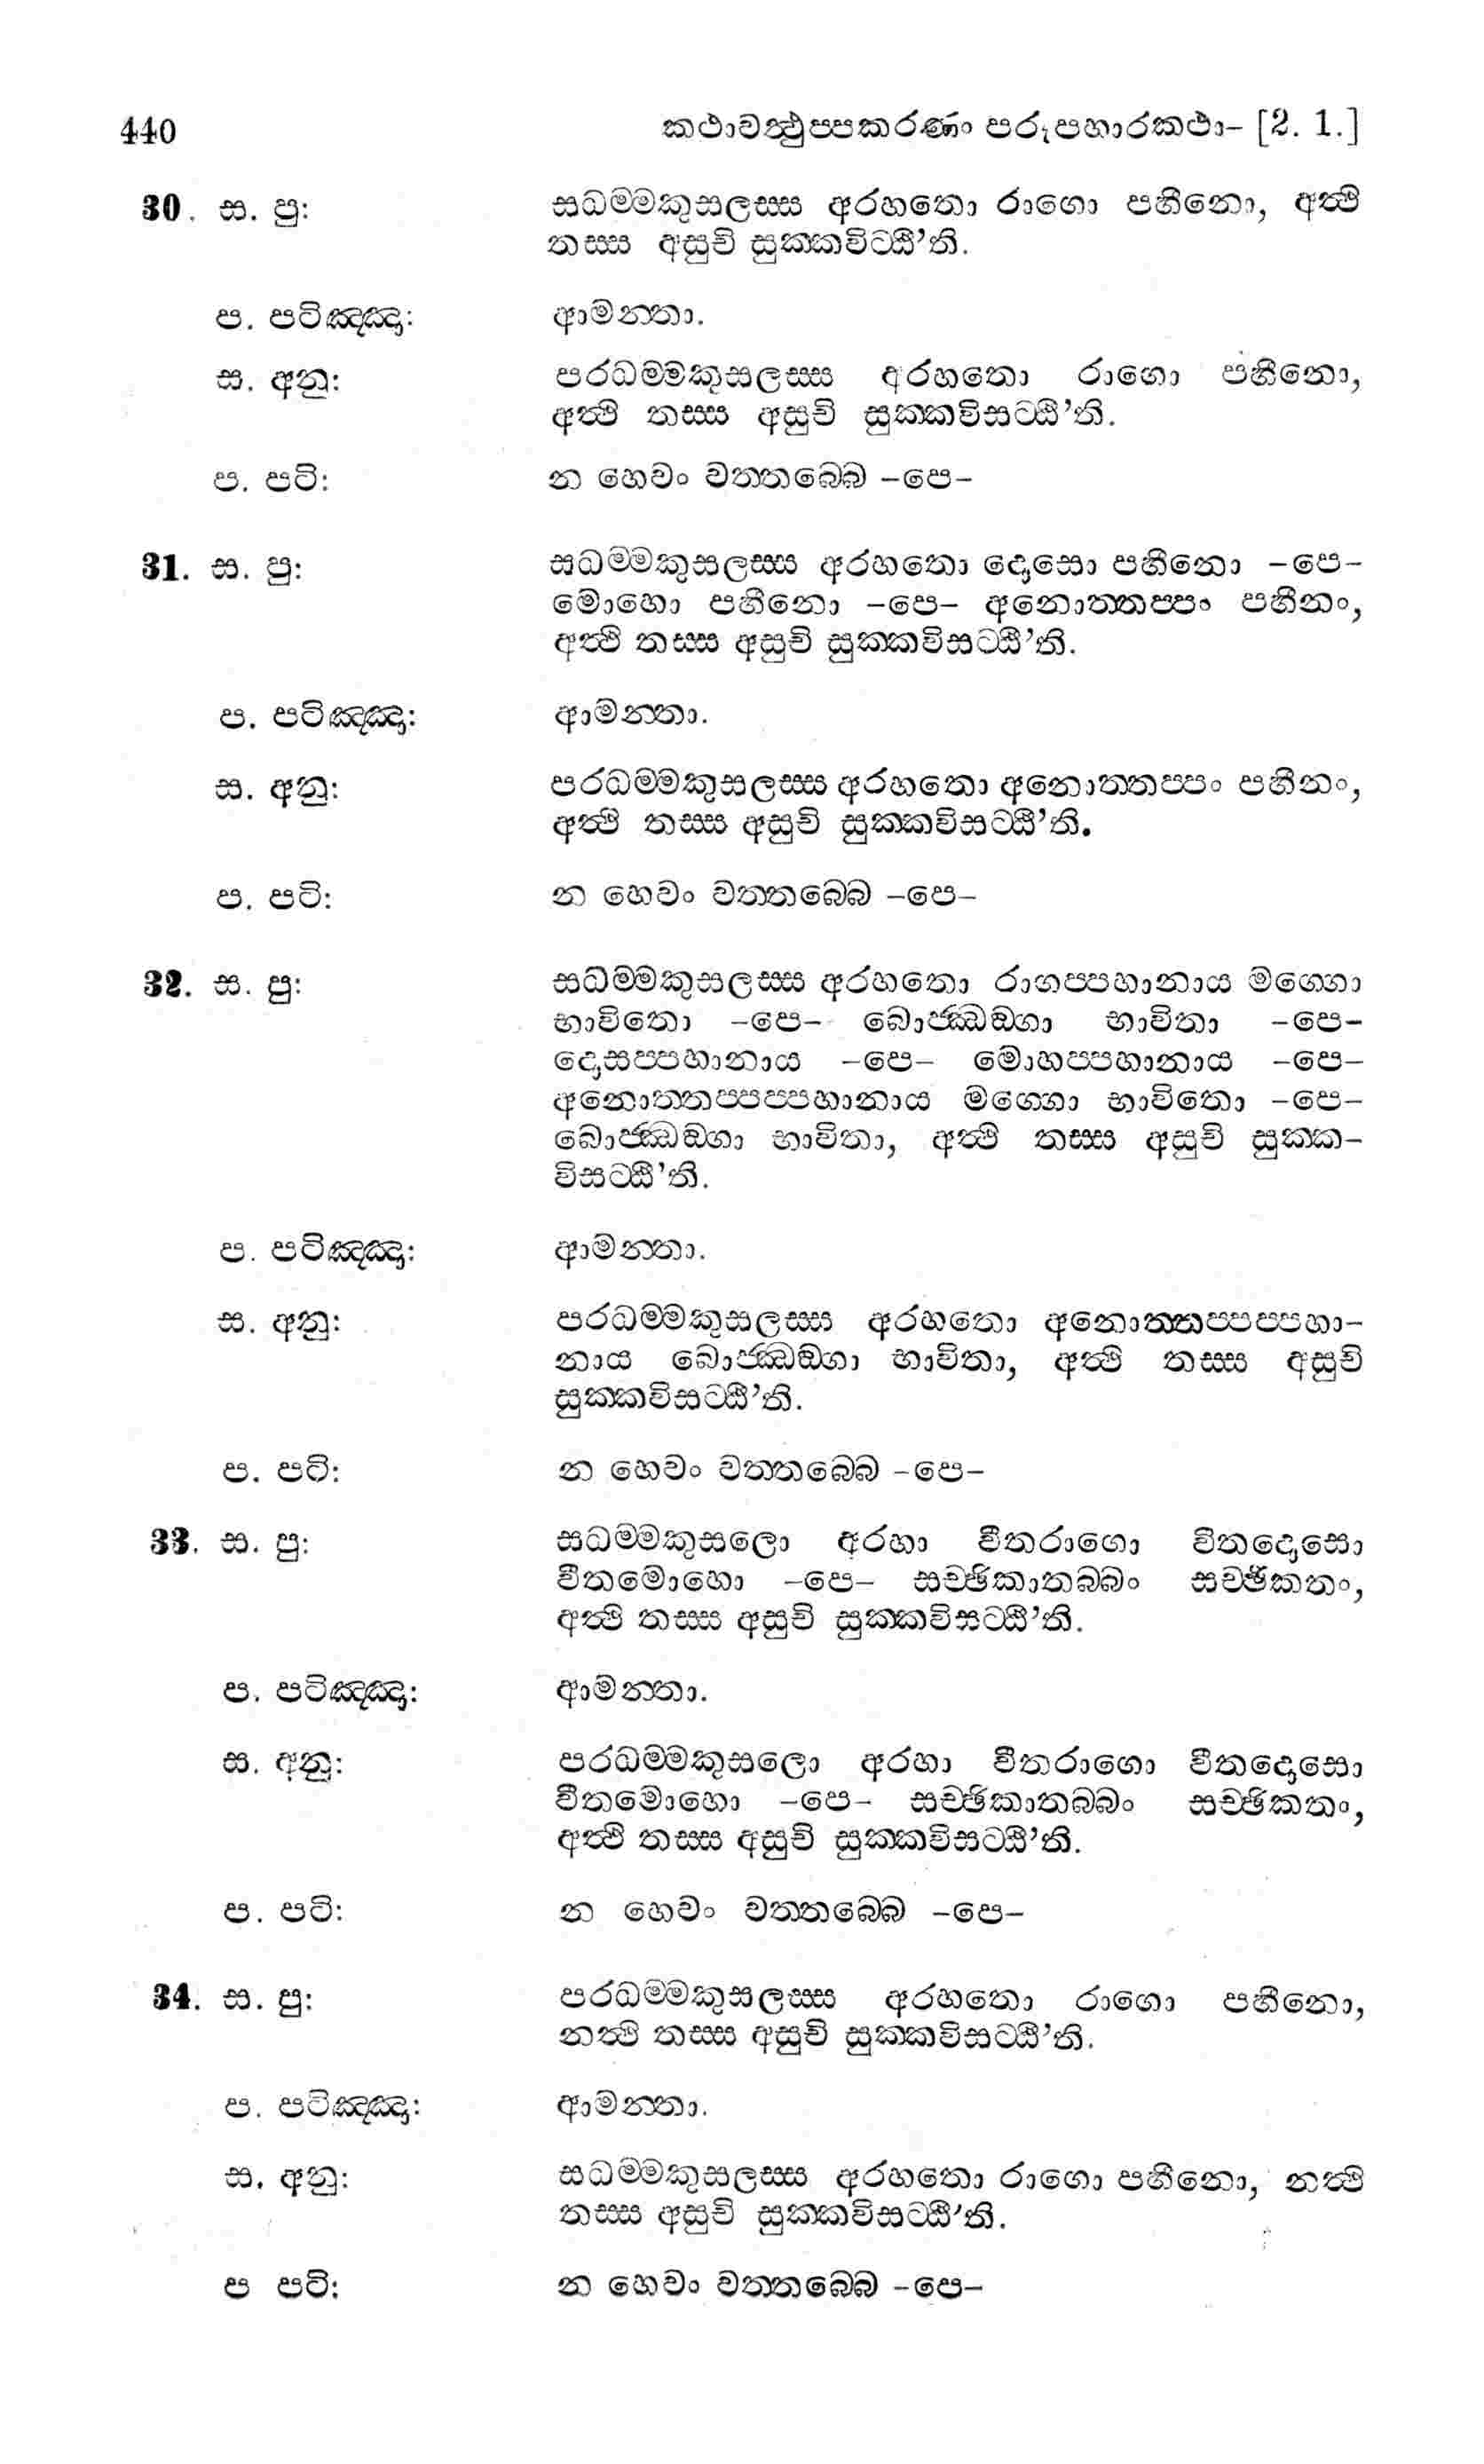 440 කථාවත්ථුප්පකරණං පරූපහාරකථා- [2. 1.]
30. ස. පු: සධම්මකුසලස්ස අරහතො රාගො පහීනො, අත්ථි
තස්ස අසුචි සුක්කවිට්ඨී’ති.
ප. පටිඤ්ඤා: ආමන්තා.
ස. අනු: පරධම්මකුසලස්ස අරහතො රාගො පහීනො,
අත්ථි තස්ස අසුචි සුක්කවිසට්ඨී’ති.
ප. පටි: න හෙවං වත්තබ්බෙ -පෙ-
31. ස. පු: සධම්මකුසලස්ස අරහතො දොසො පහීනො -පෙ-
මොහො පහීනො -පෙ- අනොත්තප්පං පහීනං,
අත්ථි තස්ස අසුචි සුක්කවිසට්ඨී’ති.
ප. පටිඤ්ඤා: ආමන්තා.
ස. අනු: පරධම්මකුසලස්ස අරහතො අනොත්තප්පං පහීනං,
අත්ථි තස්ස අසුචි සුක්කවිසට්ඨී’ති.
ප. පටි: න හෙවං වත්තබ්බෙ -පෙ-
32. ස. පු: සධම්මකුසලස්ස අරහතො රාගප්පහානාය මග්ගො
භාවිතො -පෙ- බොජ්ඣඞ්ගා භාවිතා -පෙ-
දොසප්පහානාය -පෙ- මොහප්පහානාය -පෙ-
අනොත්තප්පප්පහානාය මග්ගො භාවිතො -පෙ-
බොජ්ඣඞ්ගා භාවිතා, අත්ථි තස්ස අසුචි සුක්ක-
විසට්ඨී’ති.
ප. පටිඤ්ඤා: ආමන්තා.
ස. අනු: පරධම්මකුසලස්ස අරහතො අනොත්තප්පප්පහා-
නාය බොජ්ඣඞ්ගා භාවිතා, අත්ථි තස්ස අසුචි
සුක්කවිසට්ඨී’ති.
ප. පටි: න හෙවං වත්තබ්බෙ -පෙ-
33. ස. පු: සධම්මකුසලො අරහා වීතරාගො වීතදොසො
වීතමොහො -පෙ- සච්ඡිකාතබ්බං සච්ඡිකතං,
අත්ථි තස්ස අසුචි සුක්කවිසට්ඨී’ති.
ප. පටිඤ්ඤා: ආමන්තා.
ස. අනු: පරධම්මකුසලො අරහා වීතරාගො වීතදොසො
වීතමොහො -පෙ- සච්ඡිකාතබ්බං සච්ඡිකතං,
අත්ථි තස්ස අසුචි සුක්කවිසට්ඨී’ති.
ප. පටි: න හෙවං වත්තබ්බෙ -පෙ-
34. ස. පු: පරධම්මකුසලස්ස අරහතො රාගො පහීනො,
නත්ථි තස්ස අසුචි සුක්කවිසට්ඨී’ති.
ප. පටිඤ්ඤා: ආමන්තා.
ස. අනු: සධම්මකුසලස්ස අරහතො රාගො පහීනො, නත්ථි
තස්ස අසුචි සුක්කවිසට්ඨී’ති.
ප පටි: න හෙවං වත්තබ්බෙ -පෙ-